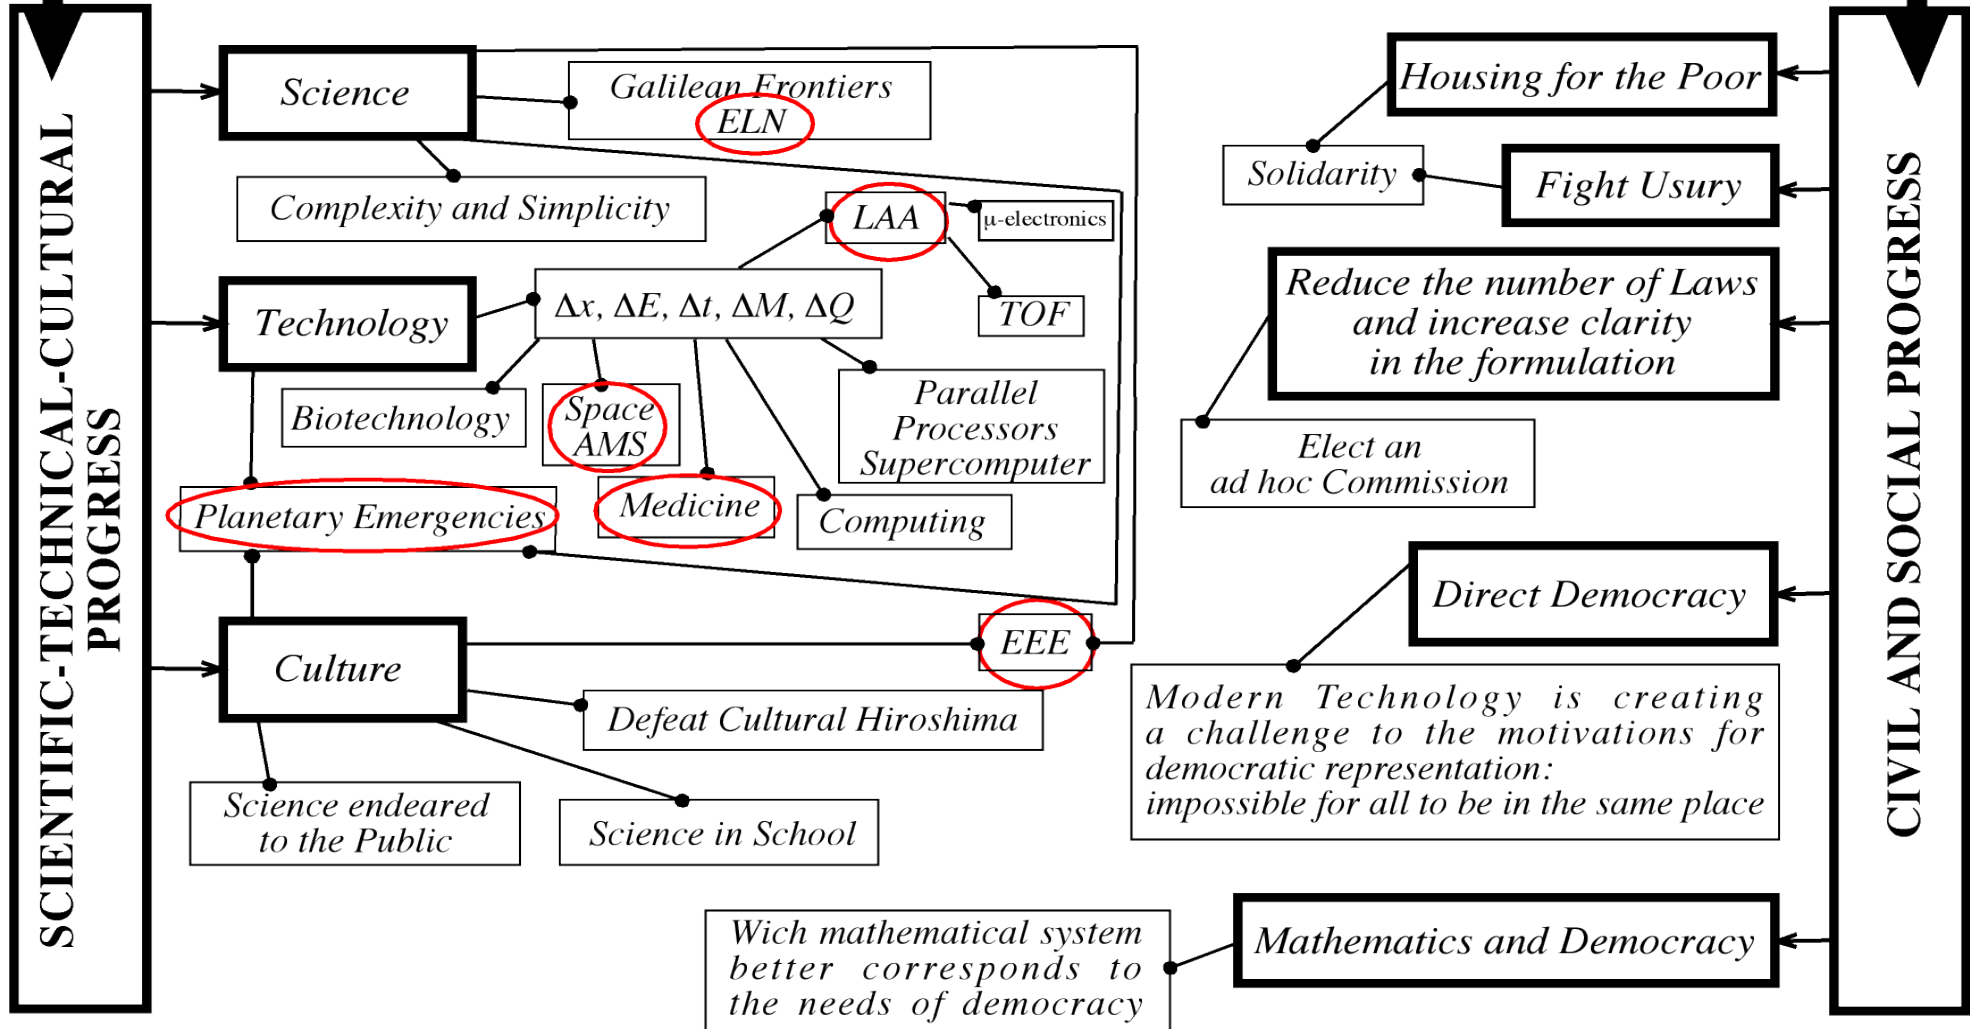 SCIENTIFIC-TECHNICAL-CULTURAL
PROGRESS
Science
Galilean Frontiers
ELN
Complexity and Simplicity
LAA
μ-electronics
TOF
Technology
Δx, ΔE, Δt, ΔM, ΔQ
Biotechnology
Space
AMS
Medicine
Computing
Parallel
Processors
Supercomputer
Planetary Emergencies
EEE
Culture
Defeat Cultural Hiroshima
Science endeared
to the Public
Science in School
CIVIL AND SOCIAL PROGRESS
Housing for the Poor
Solidarity
Fight Usury
Reduce the number of Laws
and increase clarity
in the formulation
Elect an
ad hoc Commission
Direct Democracy
Modern Technology is creating
a challenge to the motivations for
democratic representation:
impossible for all to be in the same place
Mathematics and Democracy
Wich mathematical system
better corresponds to
the needs of democracy